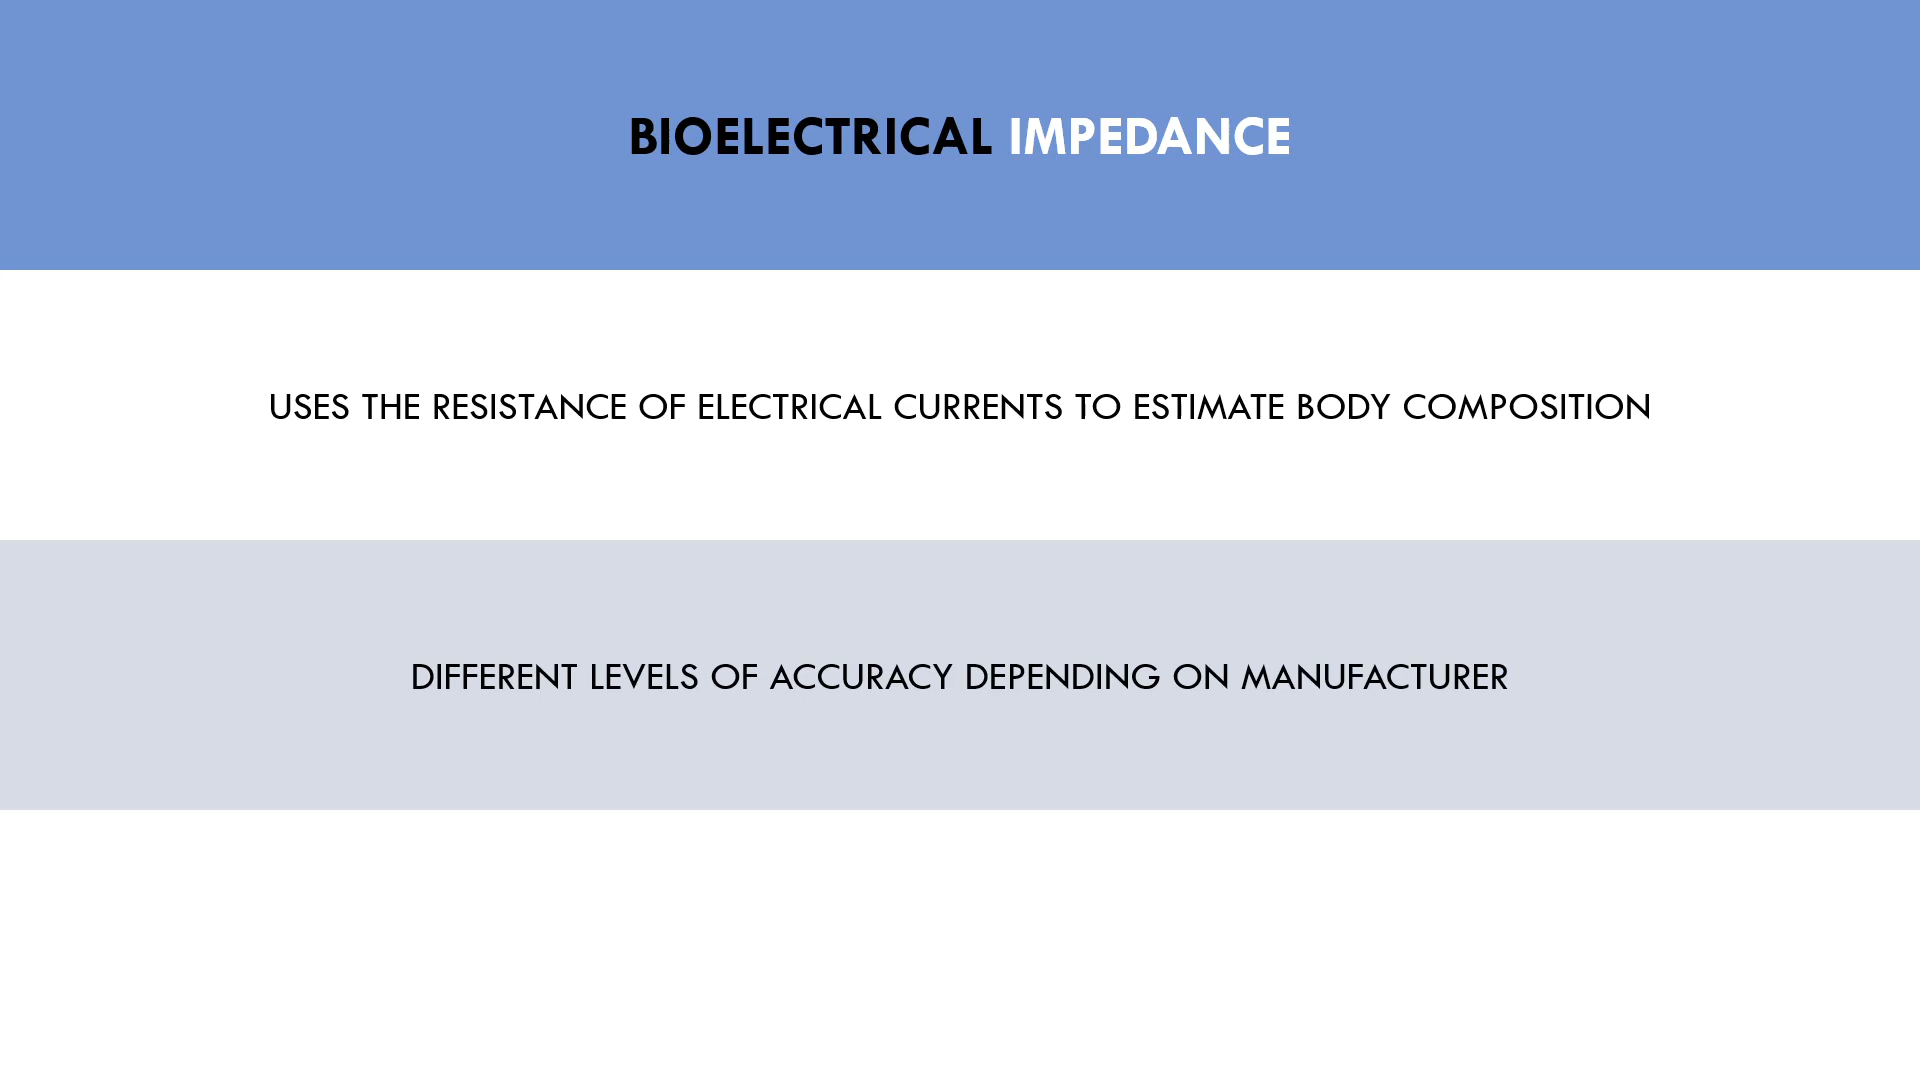 BIOELECTRICAL IMPEDANCE
USES THE RESISTANCE OF ELECTRICAL CURRENTS TO ESTIMATE BODY COMPOSITION
DIFFERENT LEVELS OF ACCURACY DEPENDING ON MANUFACTURER